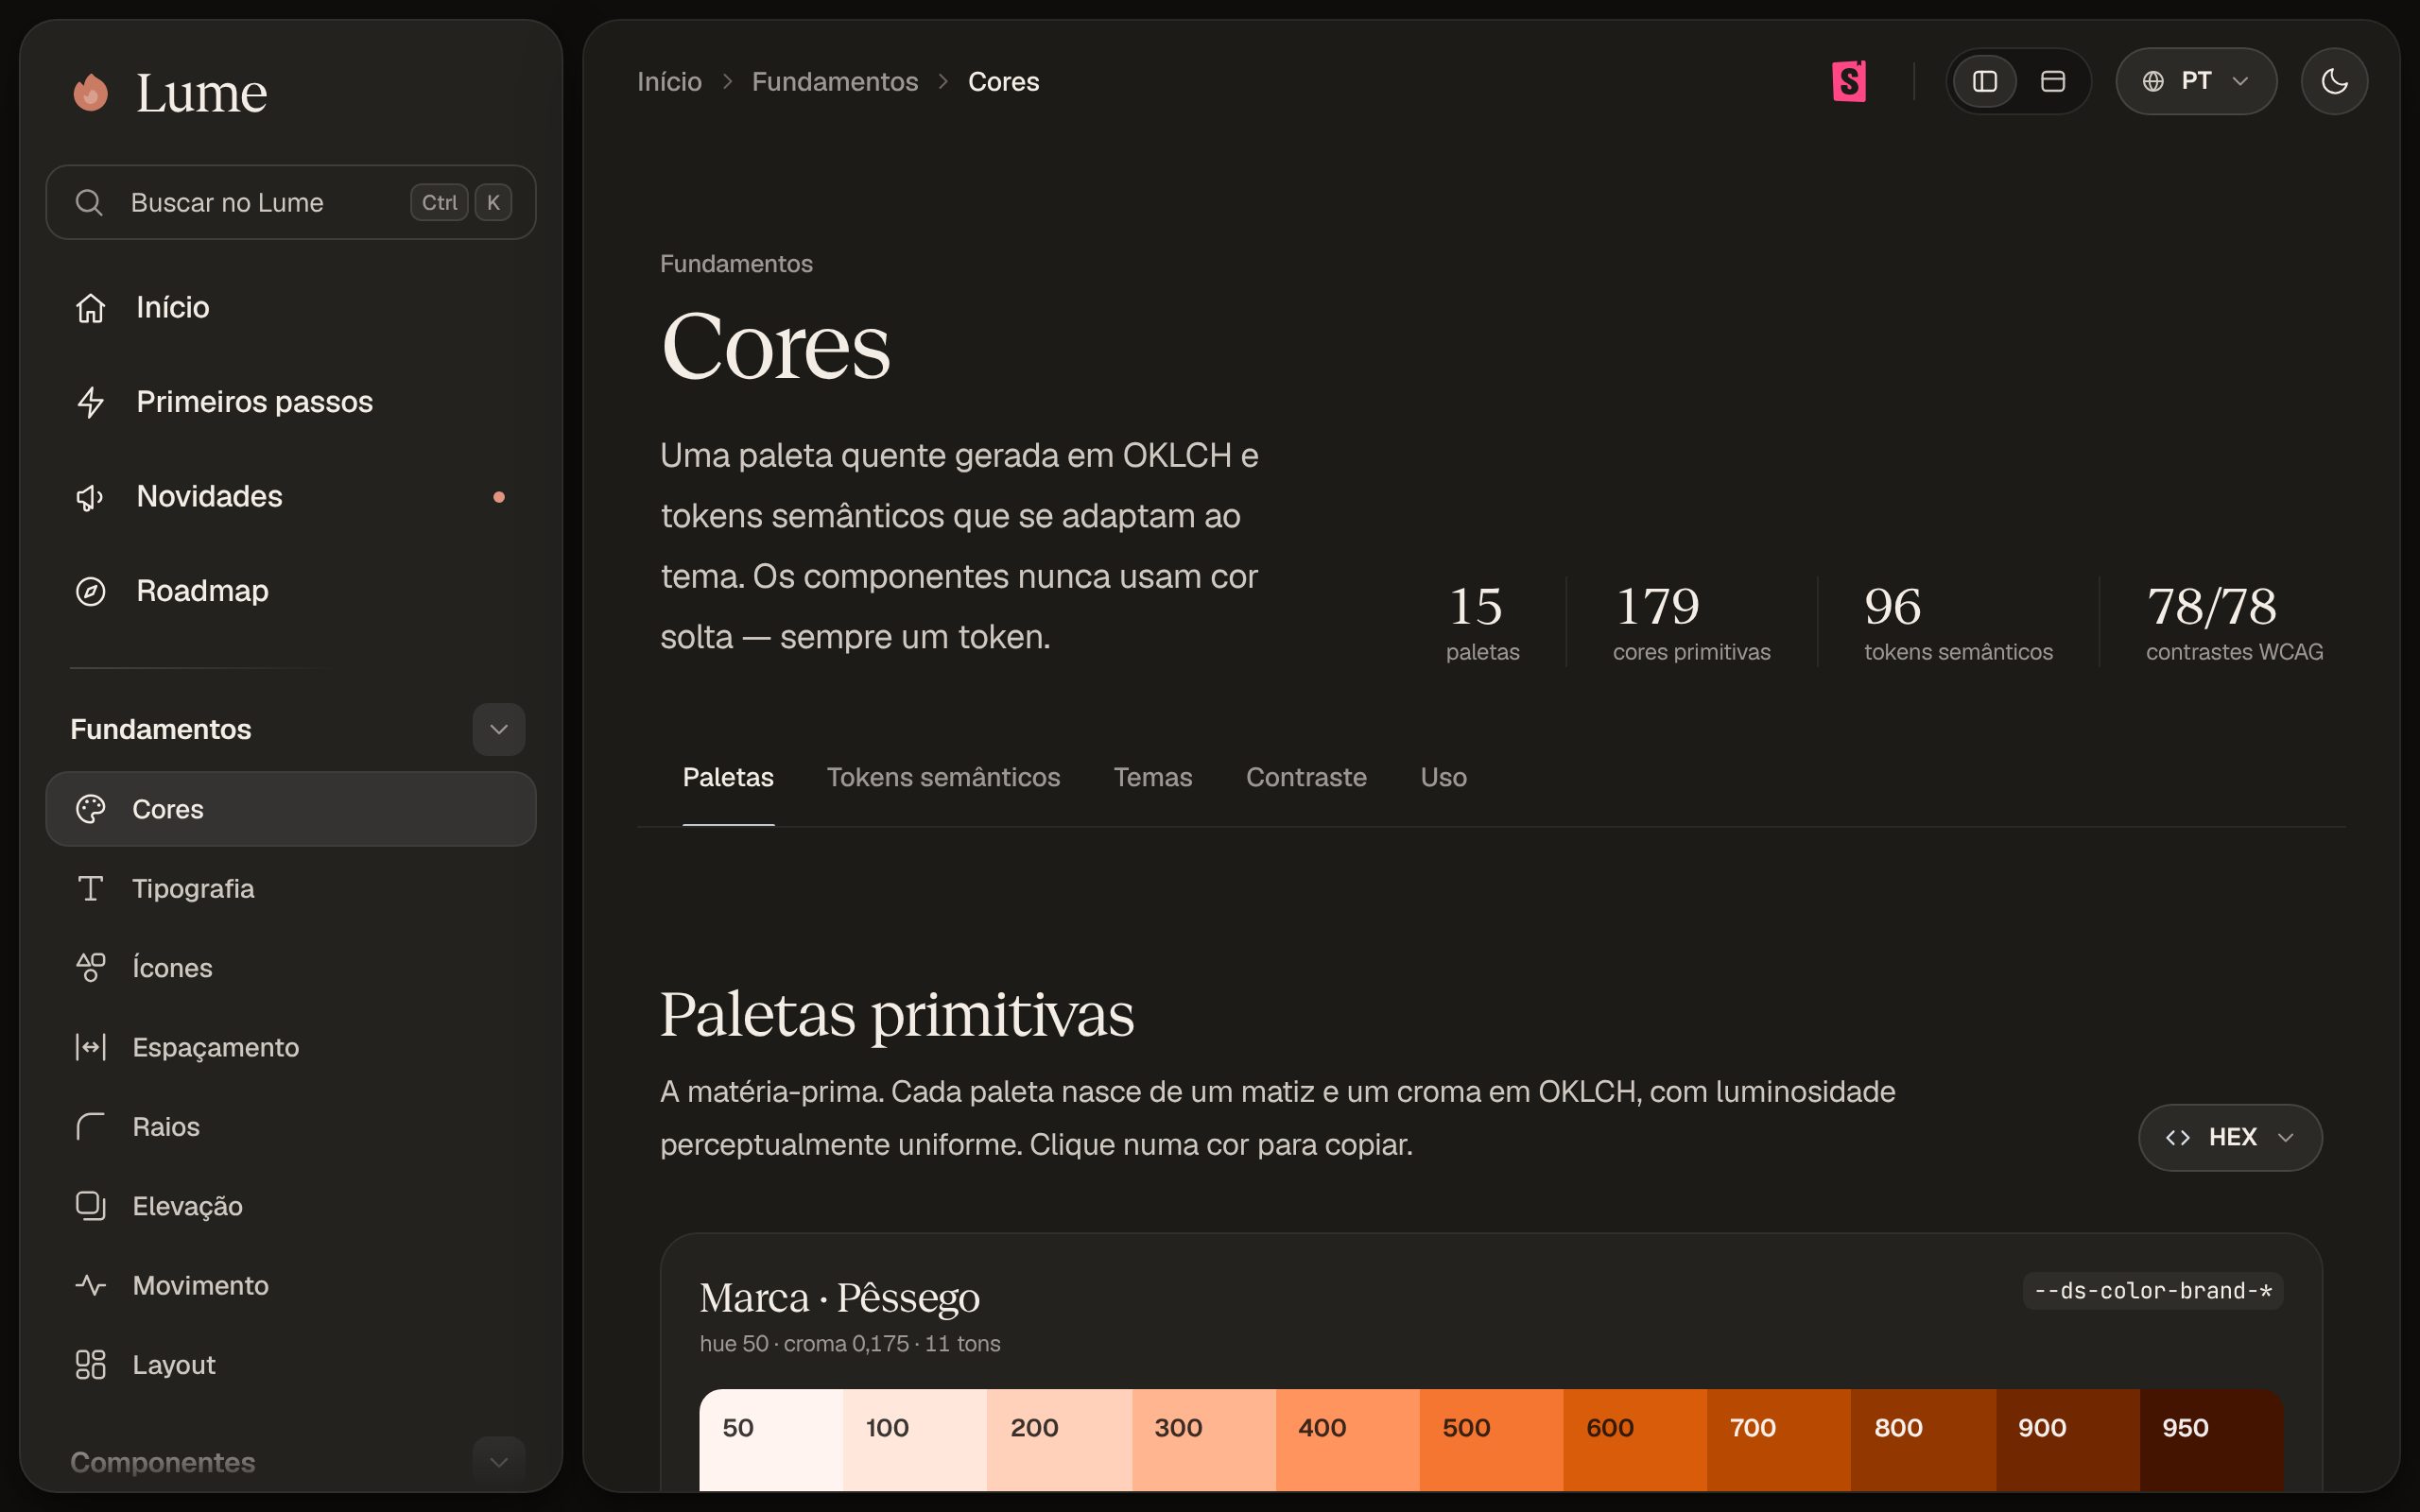 Lume
Buscar no Lume
Ctrl K
Início
Primeiros passos
Novidades
Roadmap
Fundamentos
Cores
Tipografia
Ícones
Espaçamento
Raios
Elevação
Movimento
Layout
Componentes
Início
Fundamentos
Cores
S
PT
Fundamentos
Cores
Uma paleta quente gerada em OKLCH e
tokens semânticos que se adaptam ao
tema. Os componentes nunca usam cor
solta — sempre um token.
15
paletas
179
cores primitivas
96
tokens semânticos
78/78
contrastes WCAG
Paletas
Tokens semânticos
Temas
Contraste
Uso
Paletas primitivas
A matéria-prima. Cada paleta nasce de um matiz e um croma em OKLCH, com luminosidade
perceptualmente uniforme. Clique numa cor para copiar.
HEX
Marca · Pêssego
--ds-color-brand-*
hue 50 · croma 0,175 · 11 tons
50
100
200
300
400
500
600
700
800
900
950